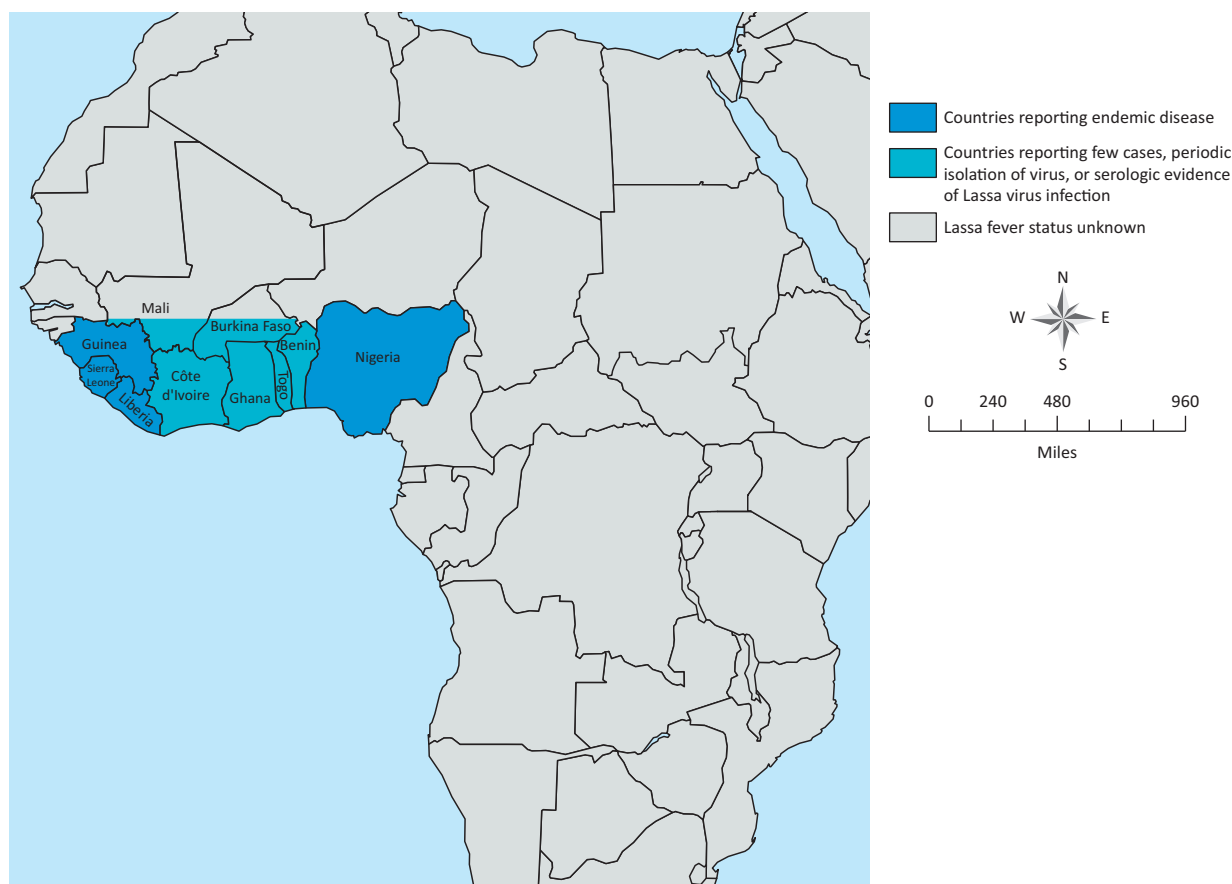 Countries reporting endemic disease
Countries reporting few cases, periodic
isolation of virus, or serologic evidence
of Lassa virus infection
Lassa fever status unknown
N
W
E
S
0
240
480
960
Miles
Mali
Burkina Faso
Guinea
Benin
Nigeria
Sierra
Leone
Côte
d'Ivoire
Togo
Ghana
Liberia